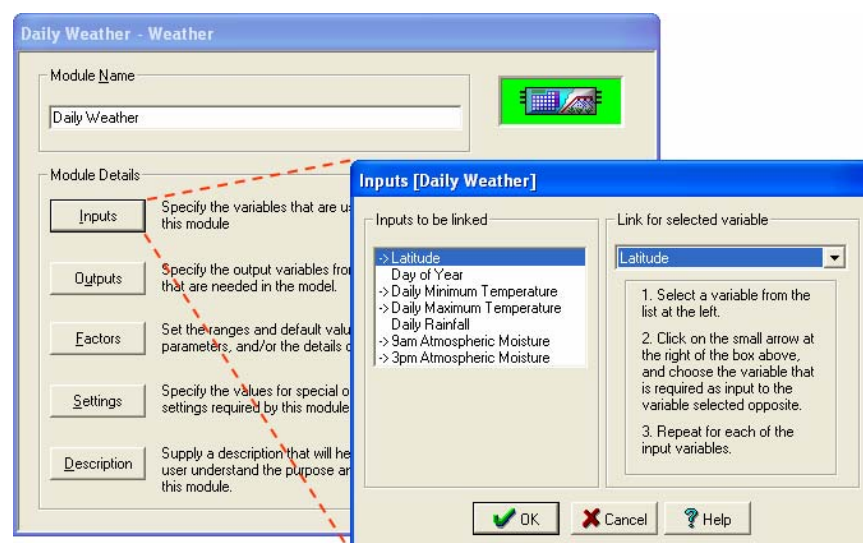 Daily Weather - Weather
Module Name
Daily Weather
Module Details
Inputs
Specify the variables that are
this module
Outputs
Specify the output variables
that are needed in the model.
Factors
Set the ranges and default
parameters, and/or the details
Settings
Specify the values for special
settings required by this module
Description
Supply a description that will
user understand the purpose
this module.
Inputs [Daily Weather]
Inputs to be linked
-> Latitude
Day of Year
-> Daily Minimum Temperature
-> Daily Maximum Temperature
Daily Rainfall
-> 9am Atmospheric Moisture
-> 3pm Atmospheric Moisture
Link for selected variable
Latitude
1. Select a variable from the
list at the left.
2. Click on the small arrow at
the right of the box above,
and choose the variable that
is required as input to the
variable selected opposite.
3. Repeat for each of the
input variables.
OK
Cancel
Help